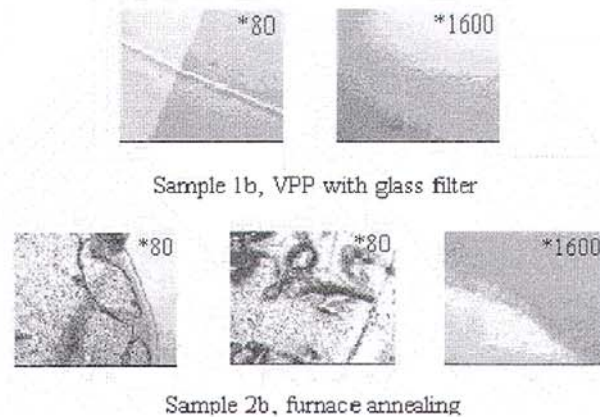 *80 *1600
Sample 1b, VPP with glass filter
*80 *80 *1600
Sample 2b, furnace annealing